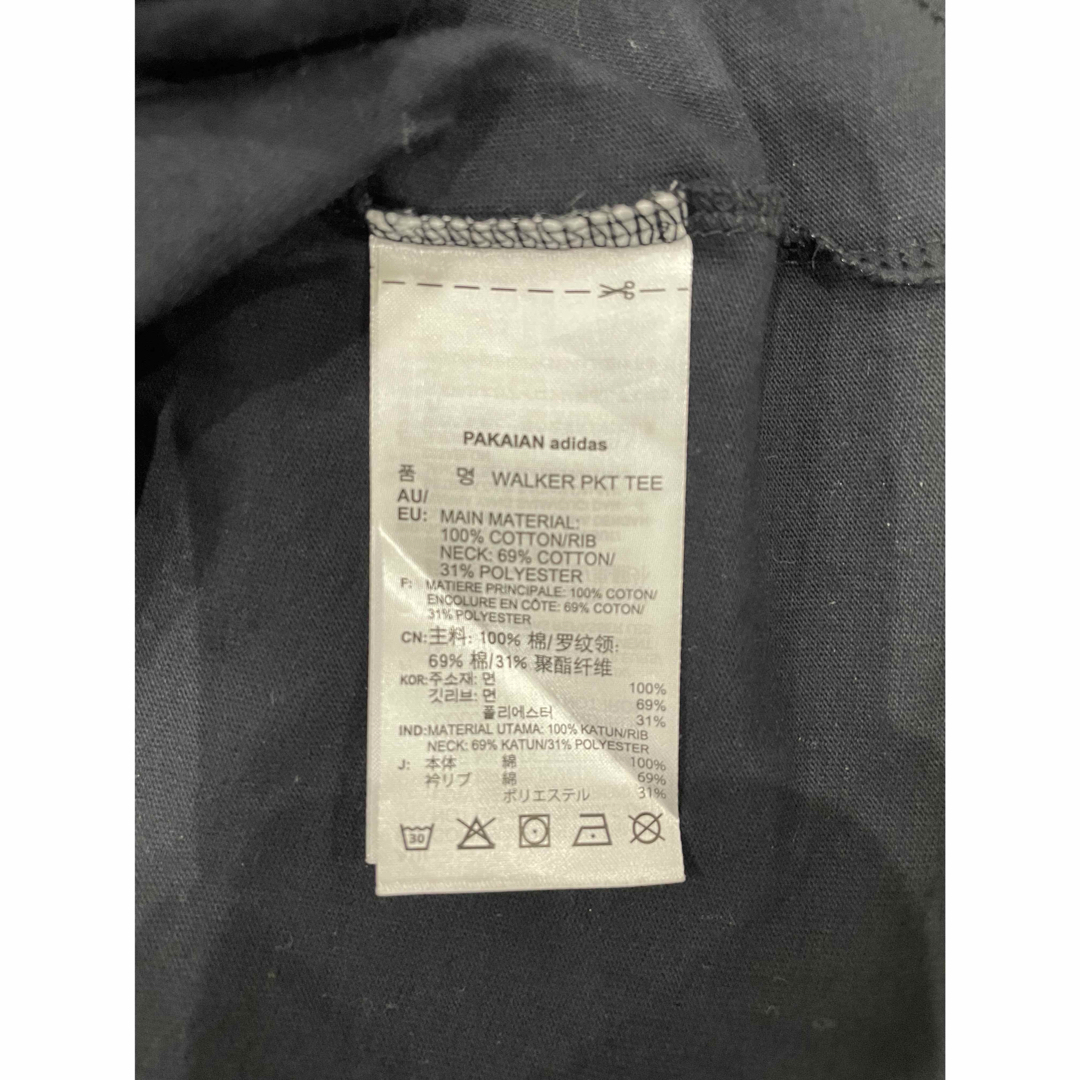 PAKAIAN adidas
품 명 WALKER PKT TEE
AU/
EU: MAIN MATERIAL:
100% COTTON/RIB
NECK: 69% COTTON/
31% POLYESTER
F: MATIERE PRINCIPALE: 100% COTON/
ENCOLURE EN CÔTE: 69% COTON/
31% POLYESTER
CN: 主料: 100% 棉/罗纹领:
69% 棉/31% 聚酯纤维
KOR: 주소재: 면 100%
깃리브: 면 69%
폴리에스터 31%
IND: MATERIAL UTAMA: 100% KATUN/RIB
NECK: 69% KATUN/31% POLYESTER
J: 本体 綿 100%
衿リブ 綿 69%
ポリエステル 31%
30